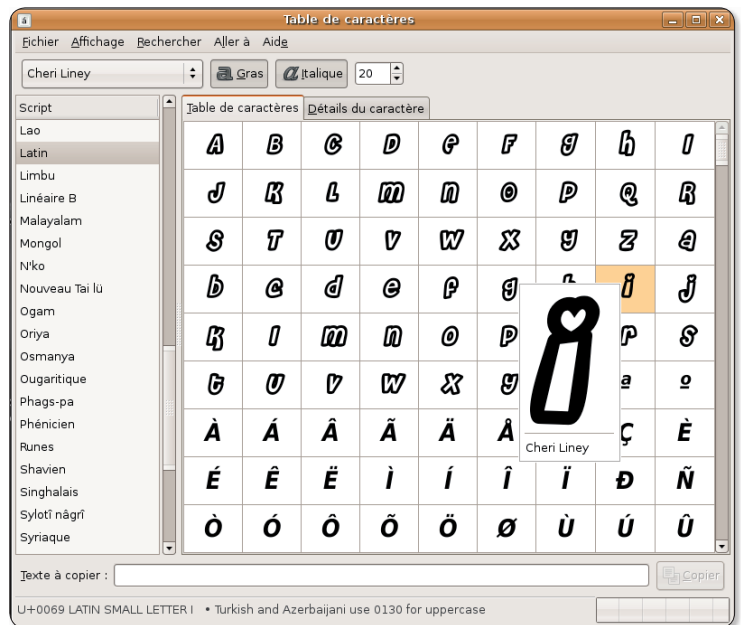 Table de caractères
Fichier Affichage Rechercher Aller à Aide
Cheri Liney Gras Italique 20
Script
Lao
Latin
Limbu
Linéaire B
Malayalam
Mongol
N'ko
Nouveau Tai lü
Ogam
Oriya
Osmanya
Ougaritique
Phags-pa
Phénicien
Runes
Shavien
Singhalais
Sylotî nâgrî
Syriaque
Table de caractères Détails du caractère
A B C D e F g h I
J K L m n o P Q R
S T U V W X y z a
b c d e f g h i j
k l m n o p r s
t u v w x y ª º
À Á Â Ã Ä Å Ç È
É Ê Ë Ì Í Î Ï Ð Ñ
Ò Ó Ô Õ Ö Ø Ù Ú Û
i
Cheri Liney
Texte à copier : Copier
U+0069 LATIN SMALL LETTER I • Turkish and Azerbaijani use 0130 for uppercase